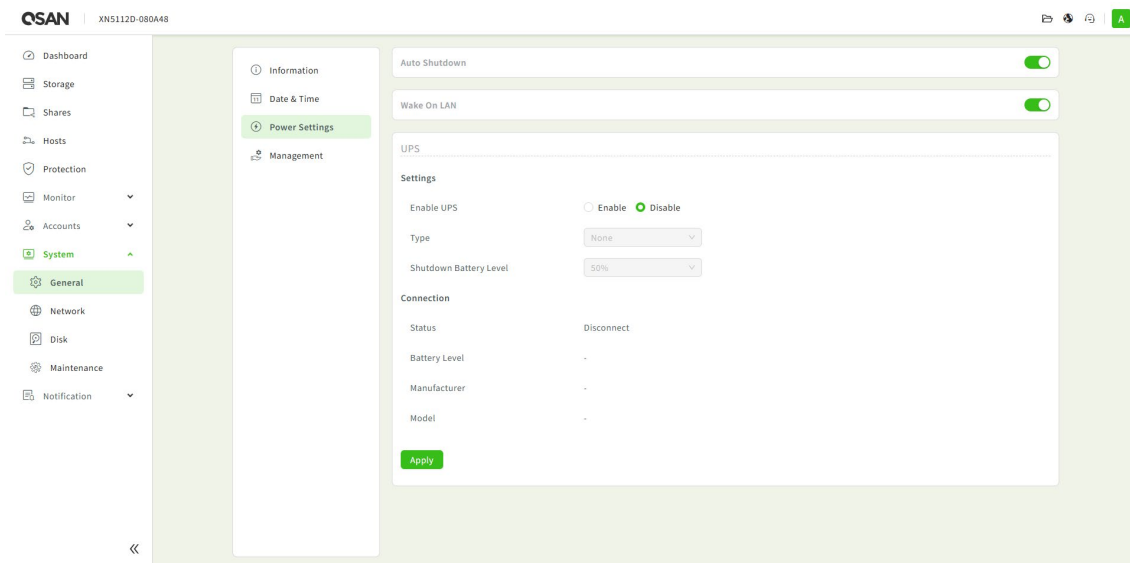 QSAN XN5112D-080A48 A
Dashboard
Storage
Shares
Hosts
Protection
Monitor
Accounts
System
General
Network
Disk
Maintenance
Notification
Information
11 Date & Time
Power Settings
Management
Auto Shutdown
Wake On LAN
UPS
Settings
Enable UPS Enable Disable
Type None
Shutdown Battery Level 50%
Connection
Status Disconnect
Battery Level -
Manufacturer -
Model -
Apply